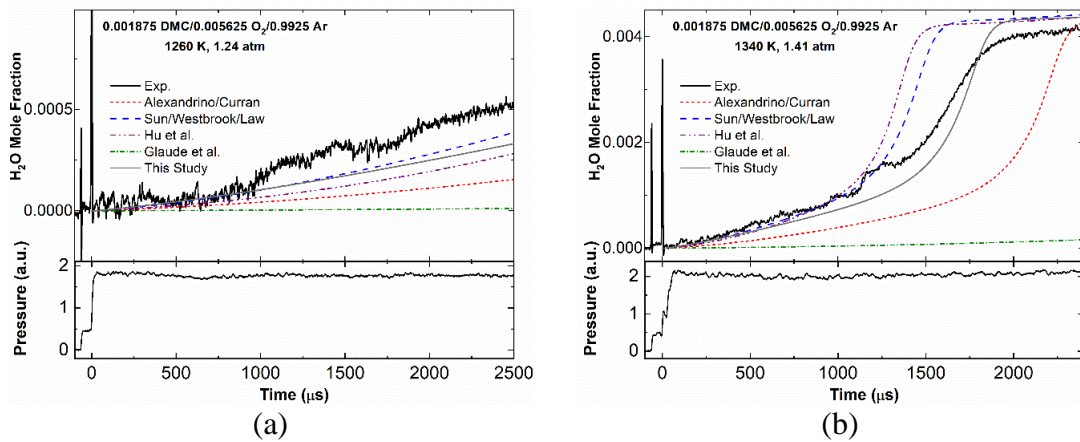 0.001875 DMC/0.005625 O₂/0.9925 Ar
1260 K, 1.24 atm
H₂O Mole Fraction
0.0005
0.0000
Exp.
Alexandrino/Curran
Sun/Westbrook/Law
Hu et al.
Glaude et al.
This Study
Pressure (a.u.)
2
1
0
0 500 1000 1500 2000 2500
Time (μs)
(a)
0.001875 DMC/0.005625 O₂/0.9925 Ar
1340 K, 1.41 atm
H₂O Mole Fraction
0.004
0.002
0.000
Exp.
Alexandrino/Curran
Sun/Westbrook/Law
Hu et al.
Glaude et al.
This Study
Pressure (a.u.)
2
1
0
0 500 1000 1500 2000
Time (μs)
(b)